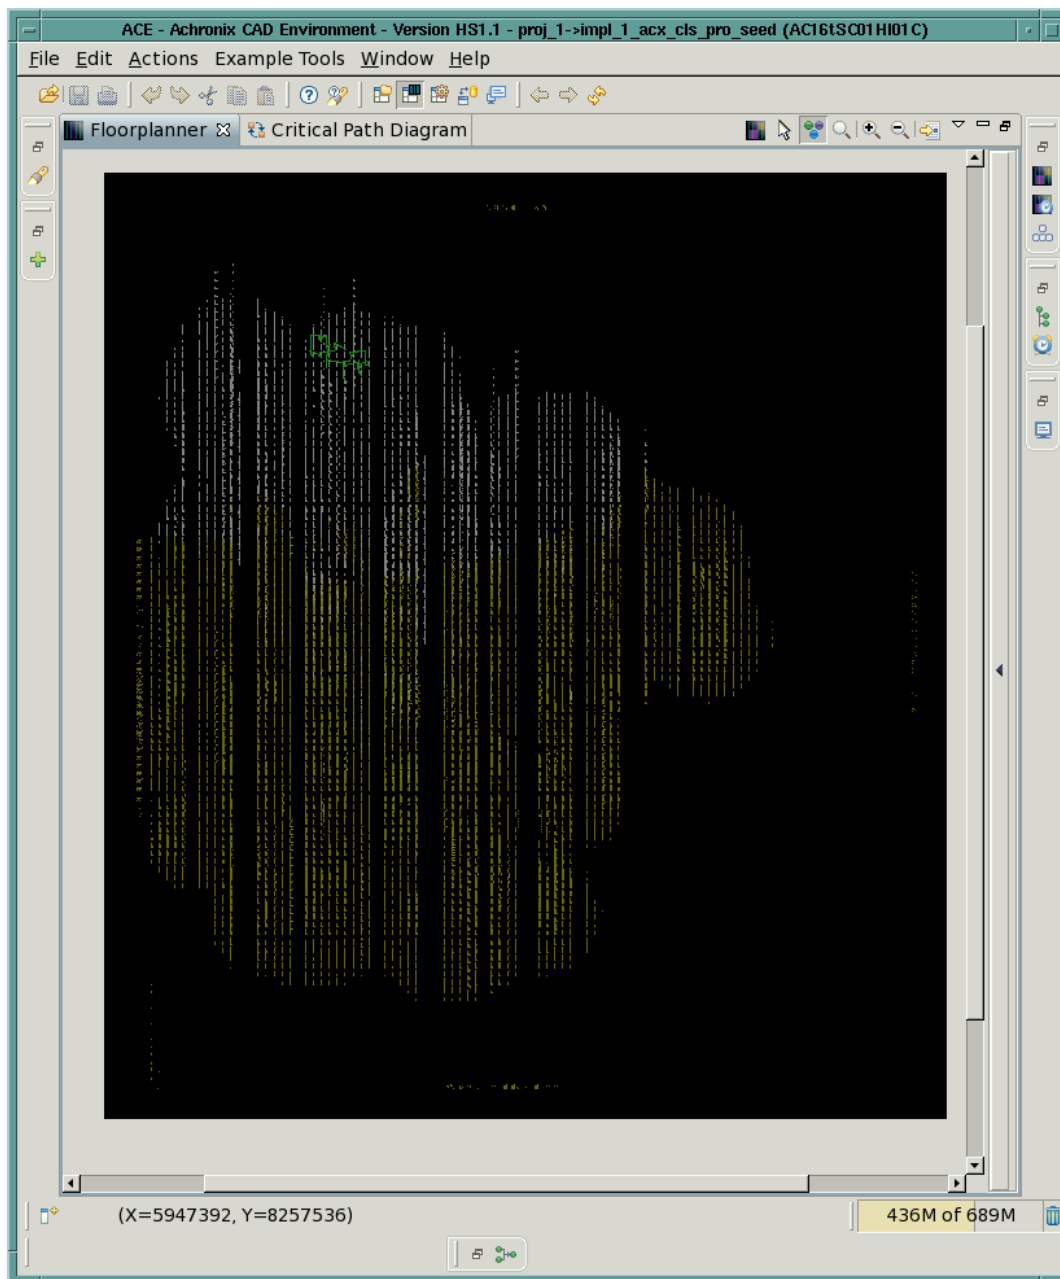 ACE - Achronix CAD Environment - Version HS1.1 - proj_1->impl_1_acx_cls_pro_seed (AC16tSC01HI01C)
File Edit Actions Example Tools Window Help
Floorplanner Critical Path Diagram
(X=5947392, Y=8257536) 436M of 689M